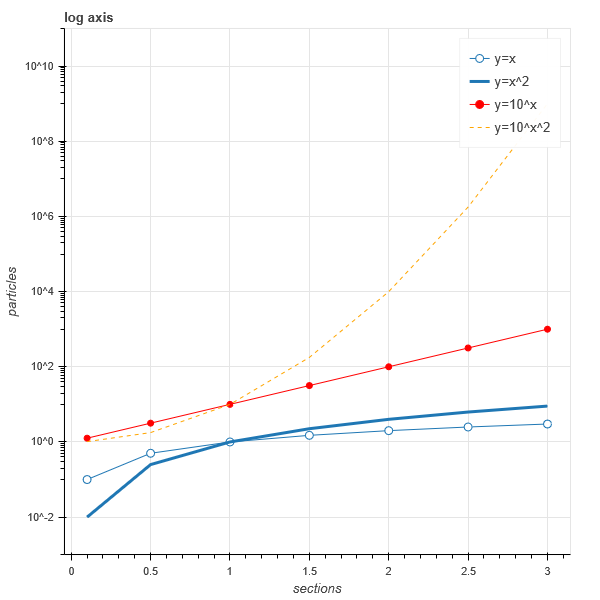 log axis
y=x
y=x^2
y=10^x
y=10^x^2
10^10
10^8
10^6
10^4
10^2
10^0
10^-2
particles
0 0.5 1 1.5 2 2.5 3
sections